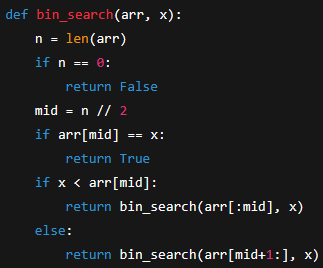 def bin_search(arr, x):
    n = len(arr)
    if n == 0:
        return False
    mid = n // 2
    if arr[mid] == x:
        return True
    if x < arr[mid]:
        return bin_search(arr[:mid], x)
    else:
        return bin_search(arr[mid+1:], x)